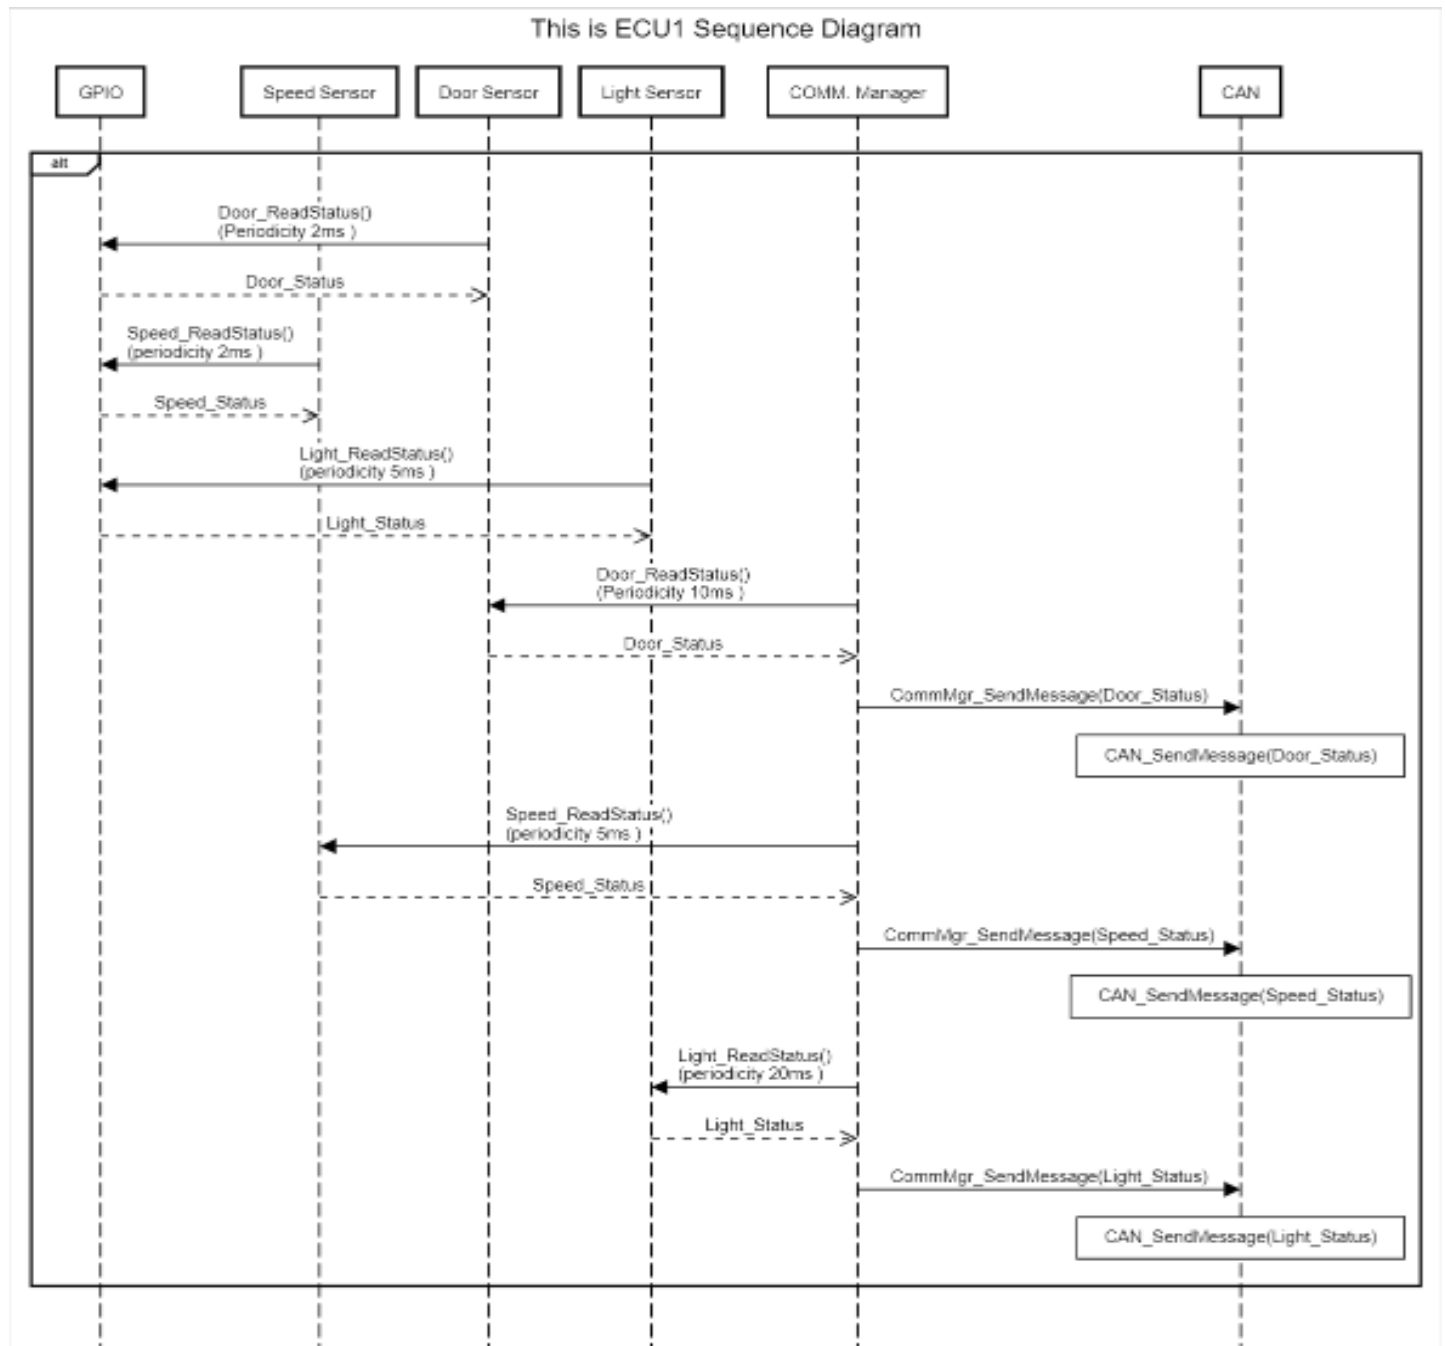 This is ECU1 Sequence Diagram
GPIO
Speed Sensor
Door Sensor
Light Sensor
COMM. Manager
CAN
alt
Door_ReadStatus()
(Periodicity 2ms )
Door_Status
Speed_ReadStatus()
(periodicity 2ms )
Speed_Status
Light_ReadStatus()
(periodicity 5ms )
Light_Status
Door_ReadStatus()
(Periodicity 10ms )
Door_Status
CommMgr_SendMessage(Door_Status)
CAN_SendMessage(Door_Status)
Speed_ReadStatus()
(periodicity 5ms )
Speed_Status
CommMgr_SendMessage(Speed_Status)
CAN_SendMessage(Speed_Status)
Light_ReadStatus()
(periodicity 20ms )
Light_Status
CommMgr_SendMessage(Light_Status)
CAN_SendMessage(Light_Status)